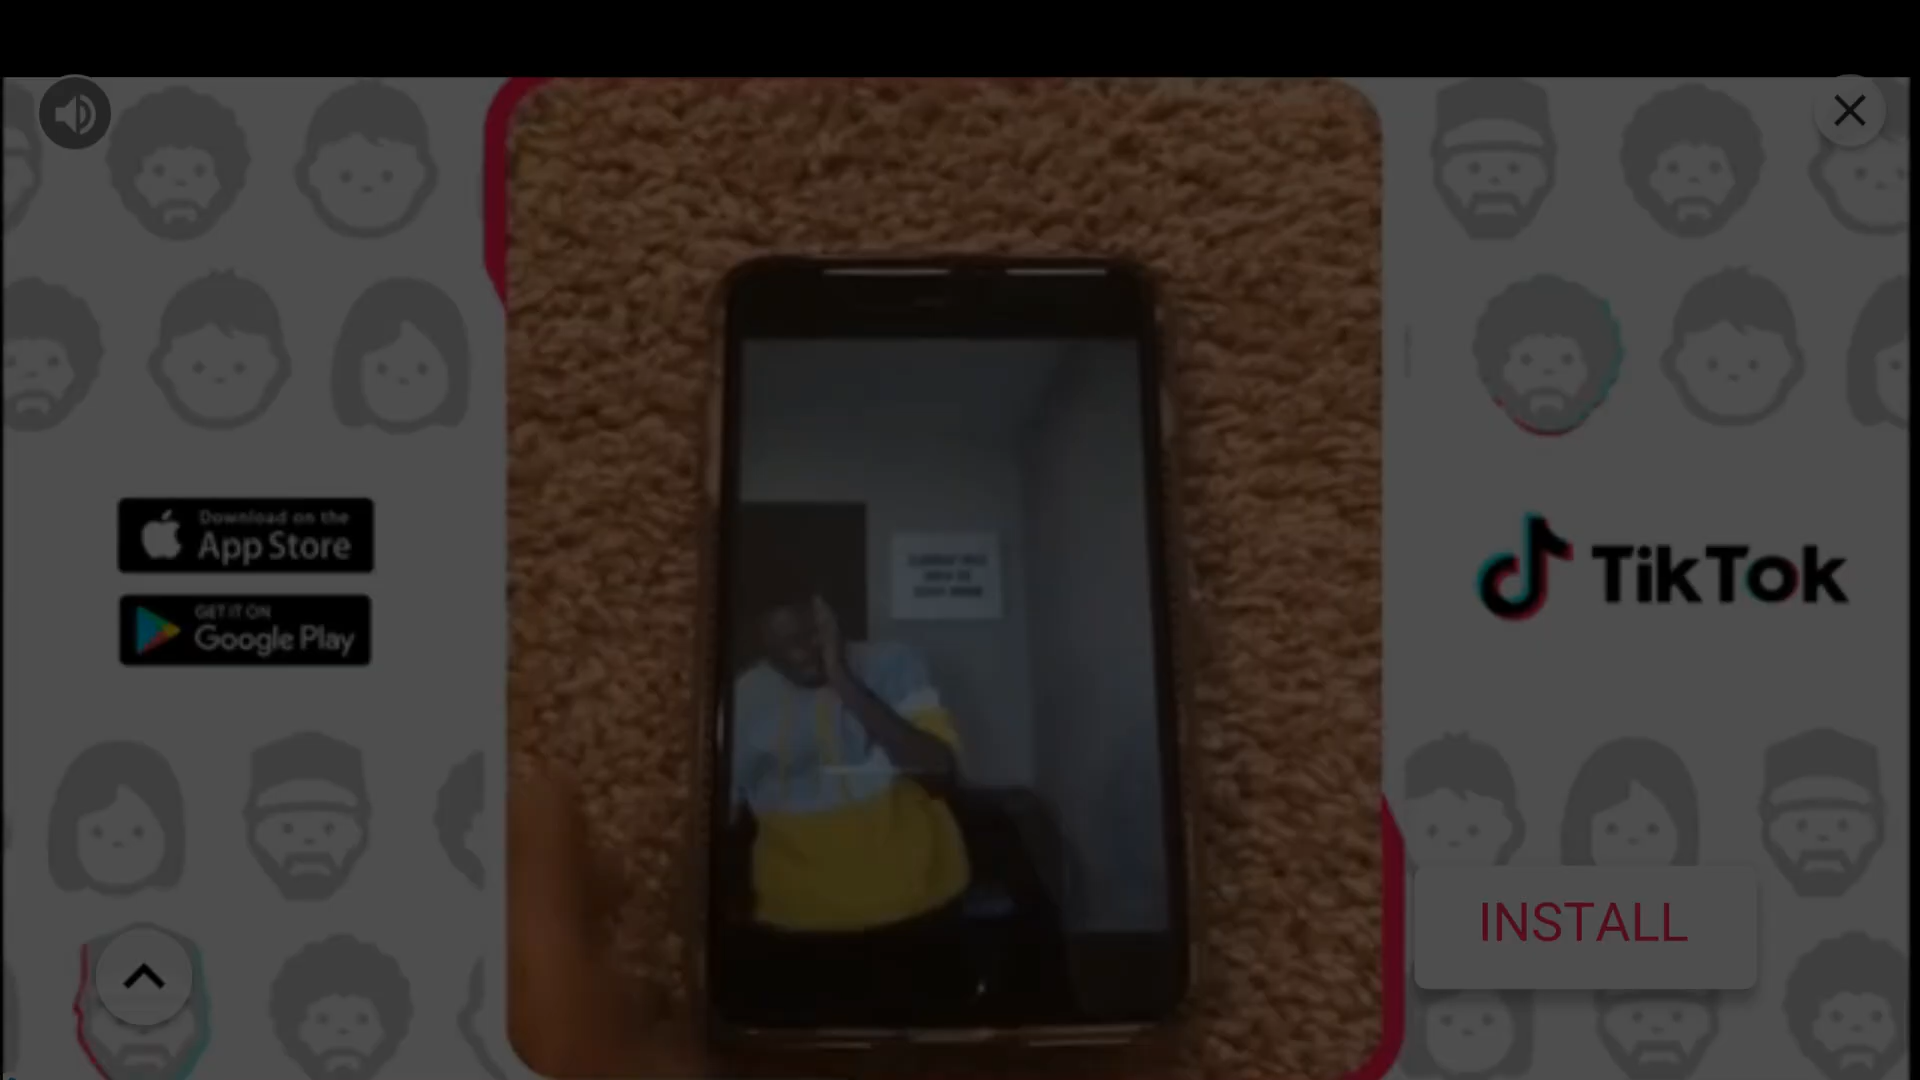 Download on the
App Store
GET IT ON
Google Play
TikTok
INSTALL